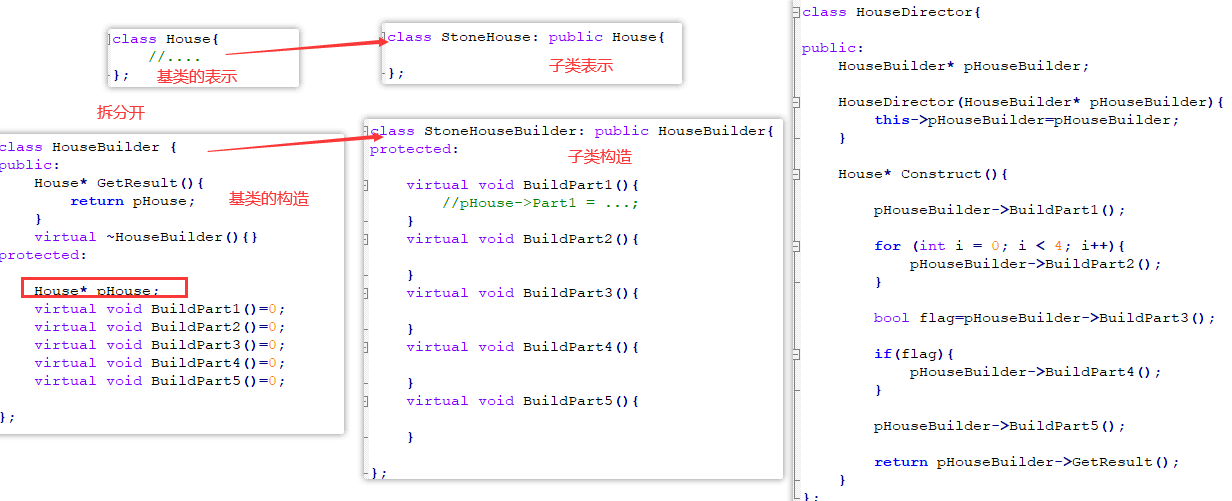 class House{
//....
基类的表示
};
class StoneHouse: public House{
子类表示
};
拆分开
class HouseBuilder {
public:
House* GetResult(){
return pHouse;
基类的构造
}
virtual ~HouseBuilder(){}
protected:
House* pHouse;
virtual void BuildPart1()=0;
virtual void BuildPart2()=0;
virtual void BuildPart3()=0;
virtual void BuildPart4()=0;
virtual void BuildPart5()=0;
};
class StoneHouseBuilder: public HouseBuilder{
protected:
子类构造
virtual void BuildPart1(){
//pHouse->Part1 = ...;
}
virtual void BuildPart2(){
}
virtual void BuildPart3(){
}
virtual void BuildPart4(){
}
virtual void BuildPart5(){
}
};
class HouseDirector{
public:
HouseBuilder* pHouseBuilder;
HouseDirector(HouseBuilder* pHouseBuilder){
this->pHouseBuilder=pHouseBuilder;
}
House* Construct(){
pHouseBuilder->BuildPart1();
for (int i = 0; i < 4; i++){
pHouseBuilder->BuildPart2();
}
bool flag=pHouseBuilder->BuildPart3();
if(flag){
pHouseBuilder->BuildPart4();
}
pHouseBuilder->BuildPart5();
return pHouseBuilder->GetResult();
}
};